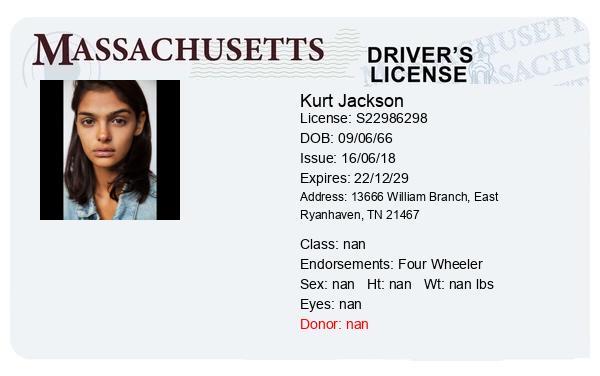 MASSACHUSETTS
DRIVER'S
LICENSE
Kurt Jackson
License: S22986298
DOB: 09/06/66
Issue: 16/06/18
Expires: 22/12/29
Address: 13666 William Branch, East
Ryanhaven, TN 21467
Class: nan
Endorsements: Four Wheeler
Sex: nan Ht: nan Wt: nan lbs
Eyes: nan
Donor: nan